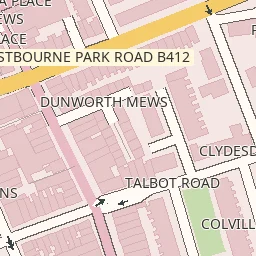 A PLACE
EWS
ACE
STBOURNE PARK ROAD B412
DUNWORTH MEWS
CLYDESD
TALBOT ROAD
NS
COLVILL